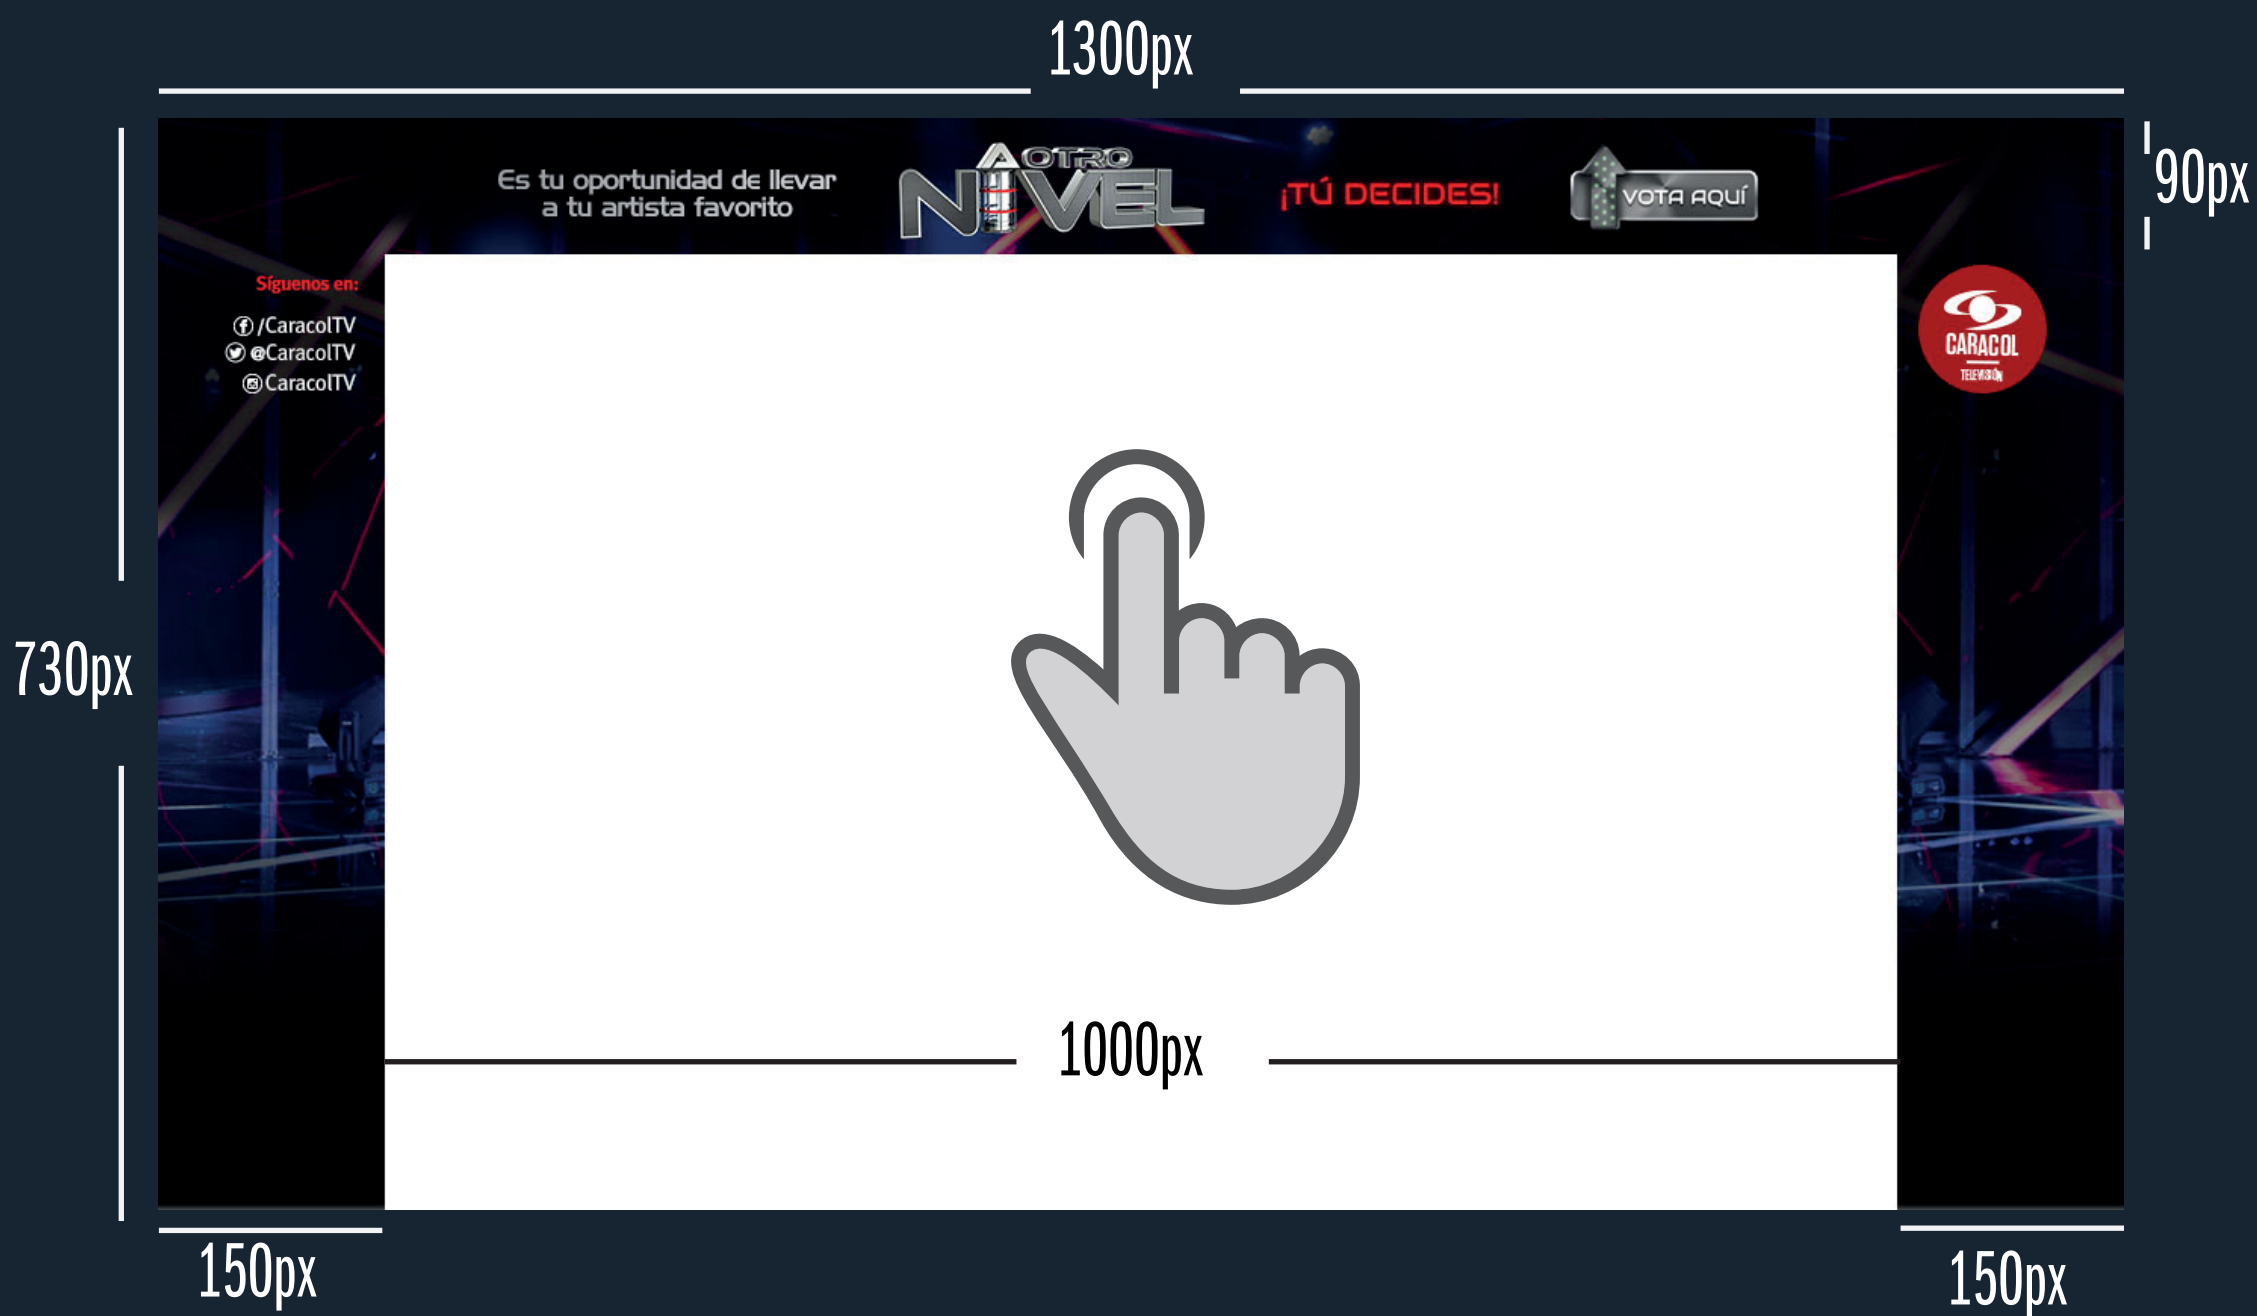 1300px
90px
Es tu oportunidad de llevar
a tu artista favorito
A OTRO
NIVEL
¡TÚ DECIDES!
VOTA AQUÍ
Síguenos en:
/CaracolTV
@CaracolTV
CaracolTV
CARACOL
TELEVISIÓN
730px
1000px
150px
150px